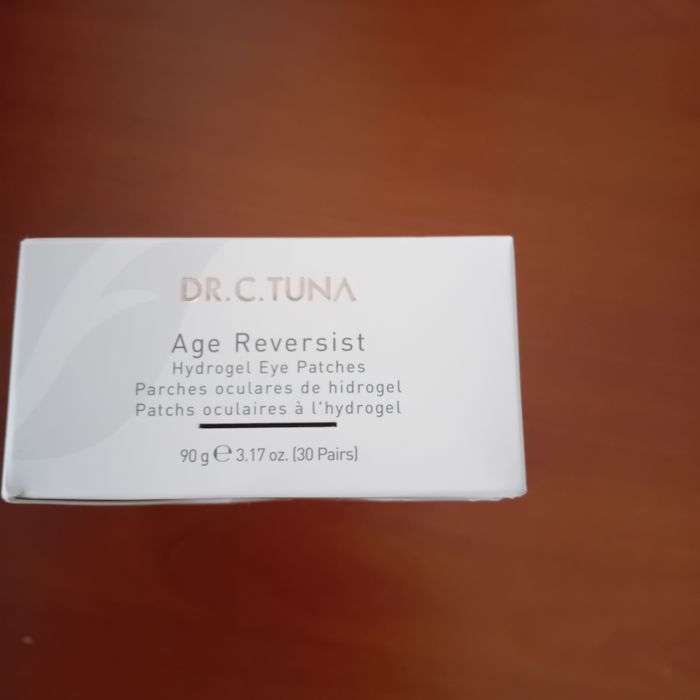 DR.C.TUNA
Age Reversist
Hydrogel Eye Patches
Parches oculares de hidrogel
Patchs oculaires à l'hydrogel
90 g ℮ 3.17 oz. (30 Pairs)